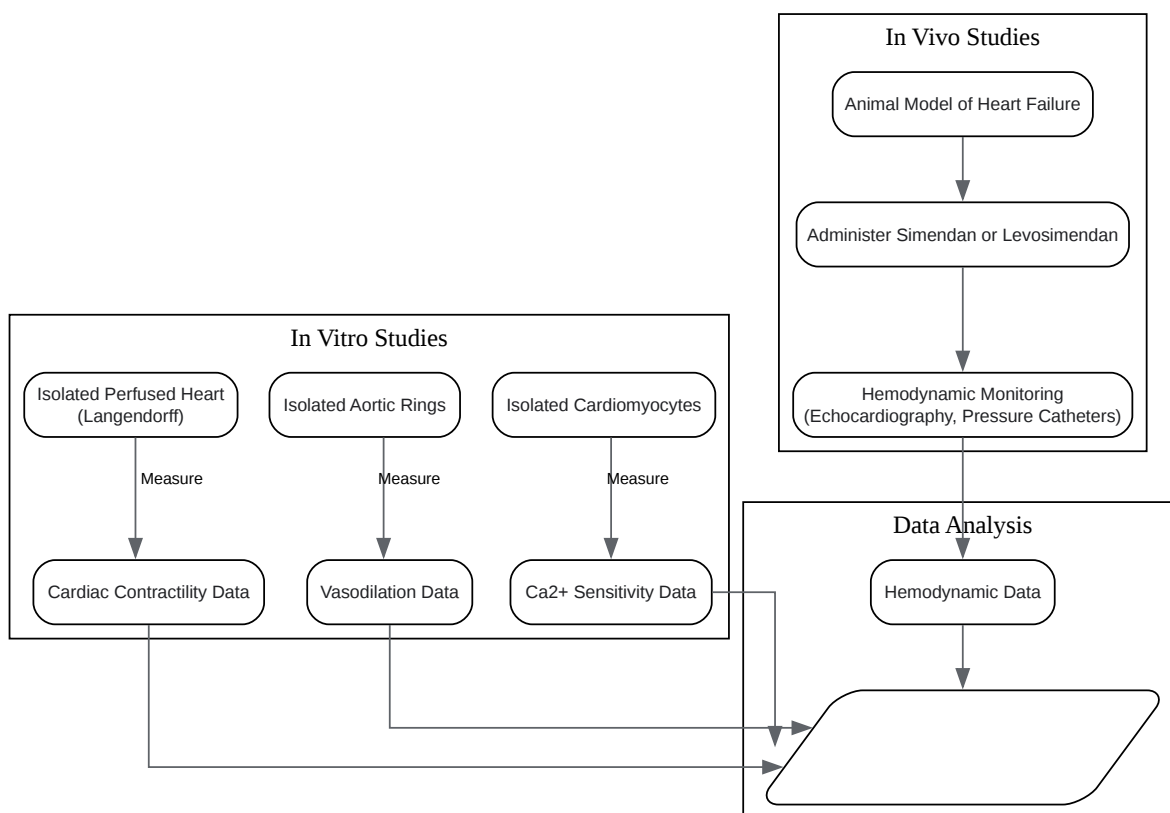 In Vivo Studies
Animal Model of Heart Failure
Administer Simendan or Levosimendan
Hemodynamic Monitoring
(Echocardiography, Pressure Catheters)
In Vitro Studies
Isolated Perfused Heart
(Langendorff)
Isolated Aortic Rings
Isolated Cardiomyocytes
Measure
Measure
Measure
Cardiac Contractility Data
Vasodilation Data
Ca2+ Sensitivity Data
Data Analysis
Hemodynamic Data